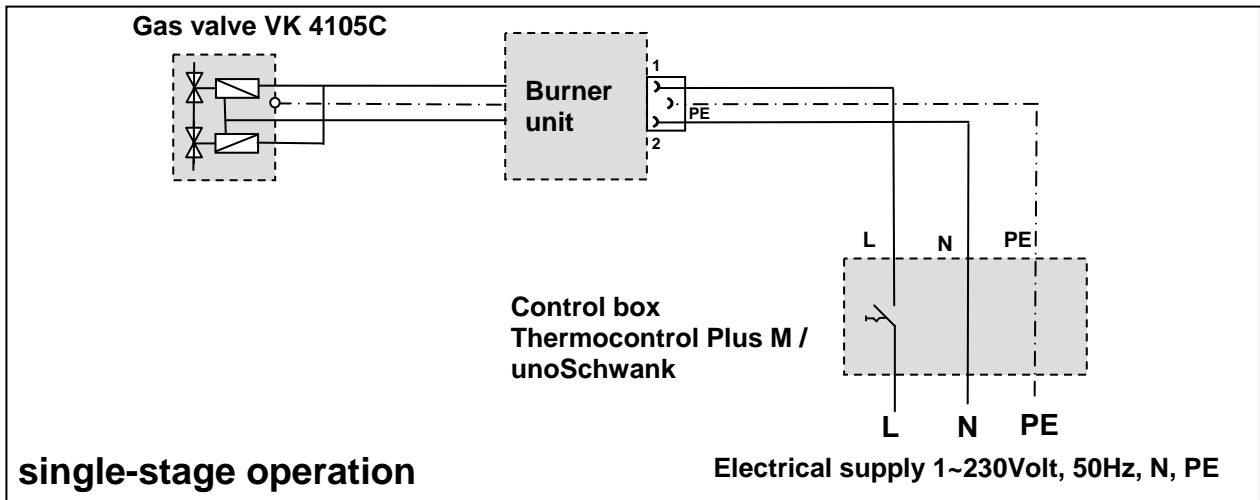 Gas valve VK 4105C
Burner
unit
1
PE
2
L N PE
Control box
Thermocontrol Plus M /
unoSchwank
L N PE
single-stage operation
Electrical supply 1~230Volt, 50Hz, N, PE